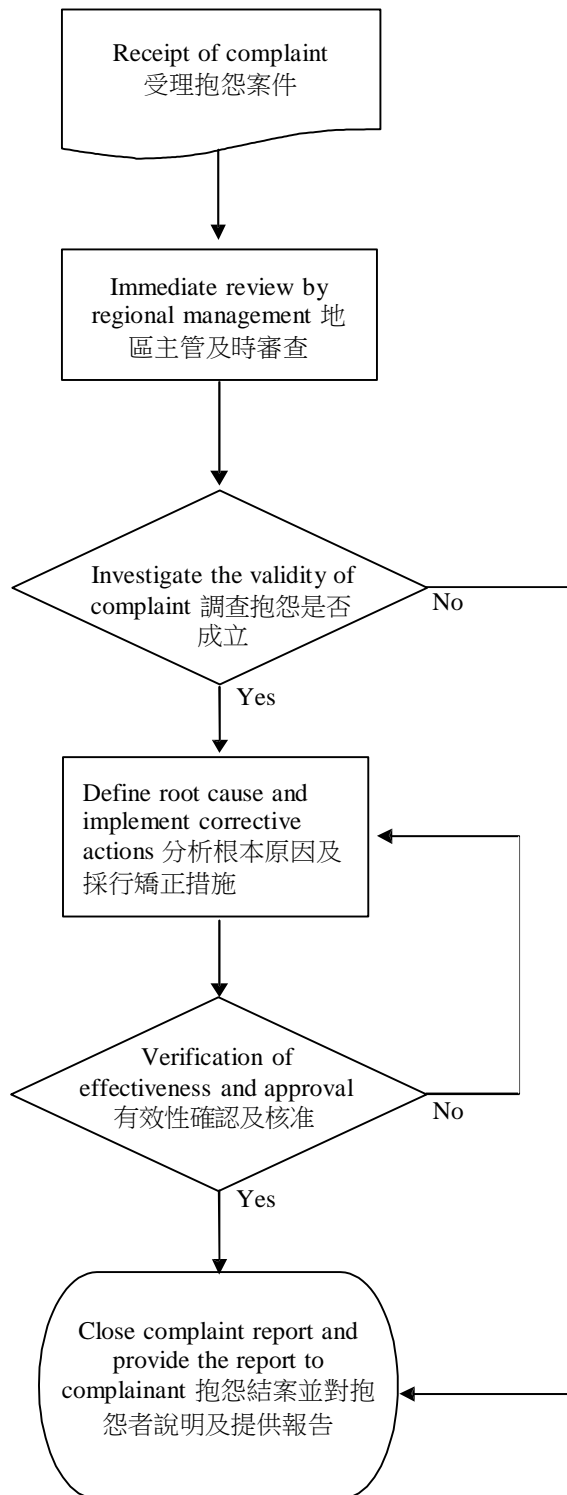 Receipt of complaint
受理抱怨案件
Immediate review by
regional management 地
區主管及時審查
Investigate the validity of
complaint 調查抱怨是否
成立
No
Yes
Define root cause and
implement corrective
actions 分析根本原因及
採行矯正措施
Verification of
effectiveness and approval
有效性確認及核准
No
Yes
Close complaint report and
provide the report to
complainant 抱怨結案並對抱
怨者說明及提供報告